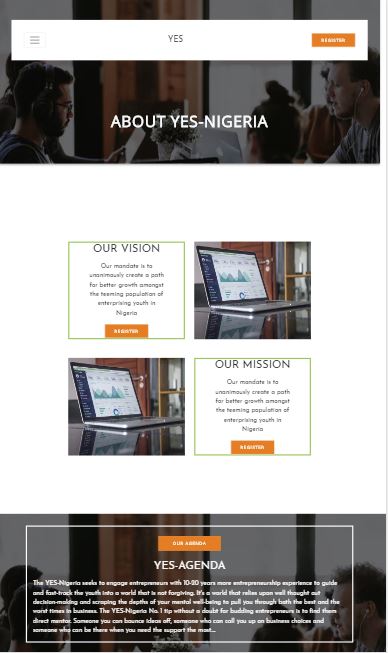 YES
REGISTER
ABOUT YES-NIGERIA
OUR VISION
Our mandate is to
unanimously create a path
for better growth amongst
the teeming population of
enterprising youth in
Nigeria
REGISTER
OUR MISSION
Our mandate is to
unanimously create a path
for better growth amongst
the teeming population of
enterprising youth in
Nigeria
REGISTER
OUR AGENDA
YES-AGENDA
The YES-Nigeria seeks to engage entrepreneurs with 10-20 years more entrepreneurship experience to guide
and fast-track the youth into a world that is not forgiving. It's a world that relies upon well thought out
decision-making and scraping the depths of your mental well-being to pull you through both the best and the
worst times in business. The YES-Nigeria No. 1 tip without a doubt for budding entrepreneurs is to find them
direct mentor. Someone you can bounce ideas off, someone who can call you up on business choices and
someone who can be there when you need the support the most...